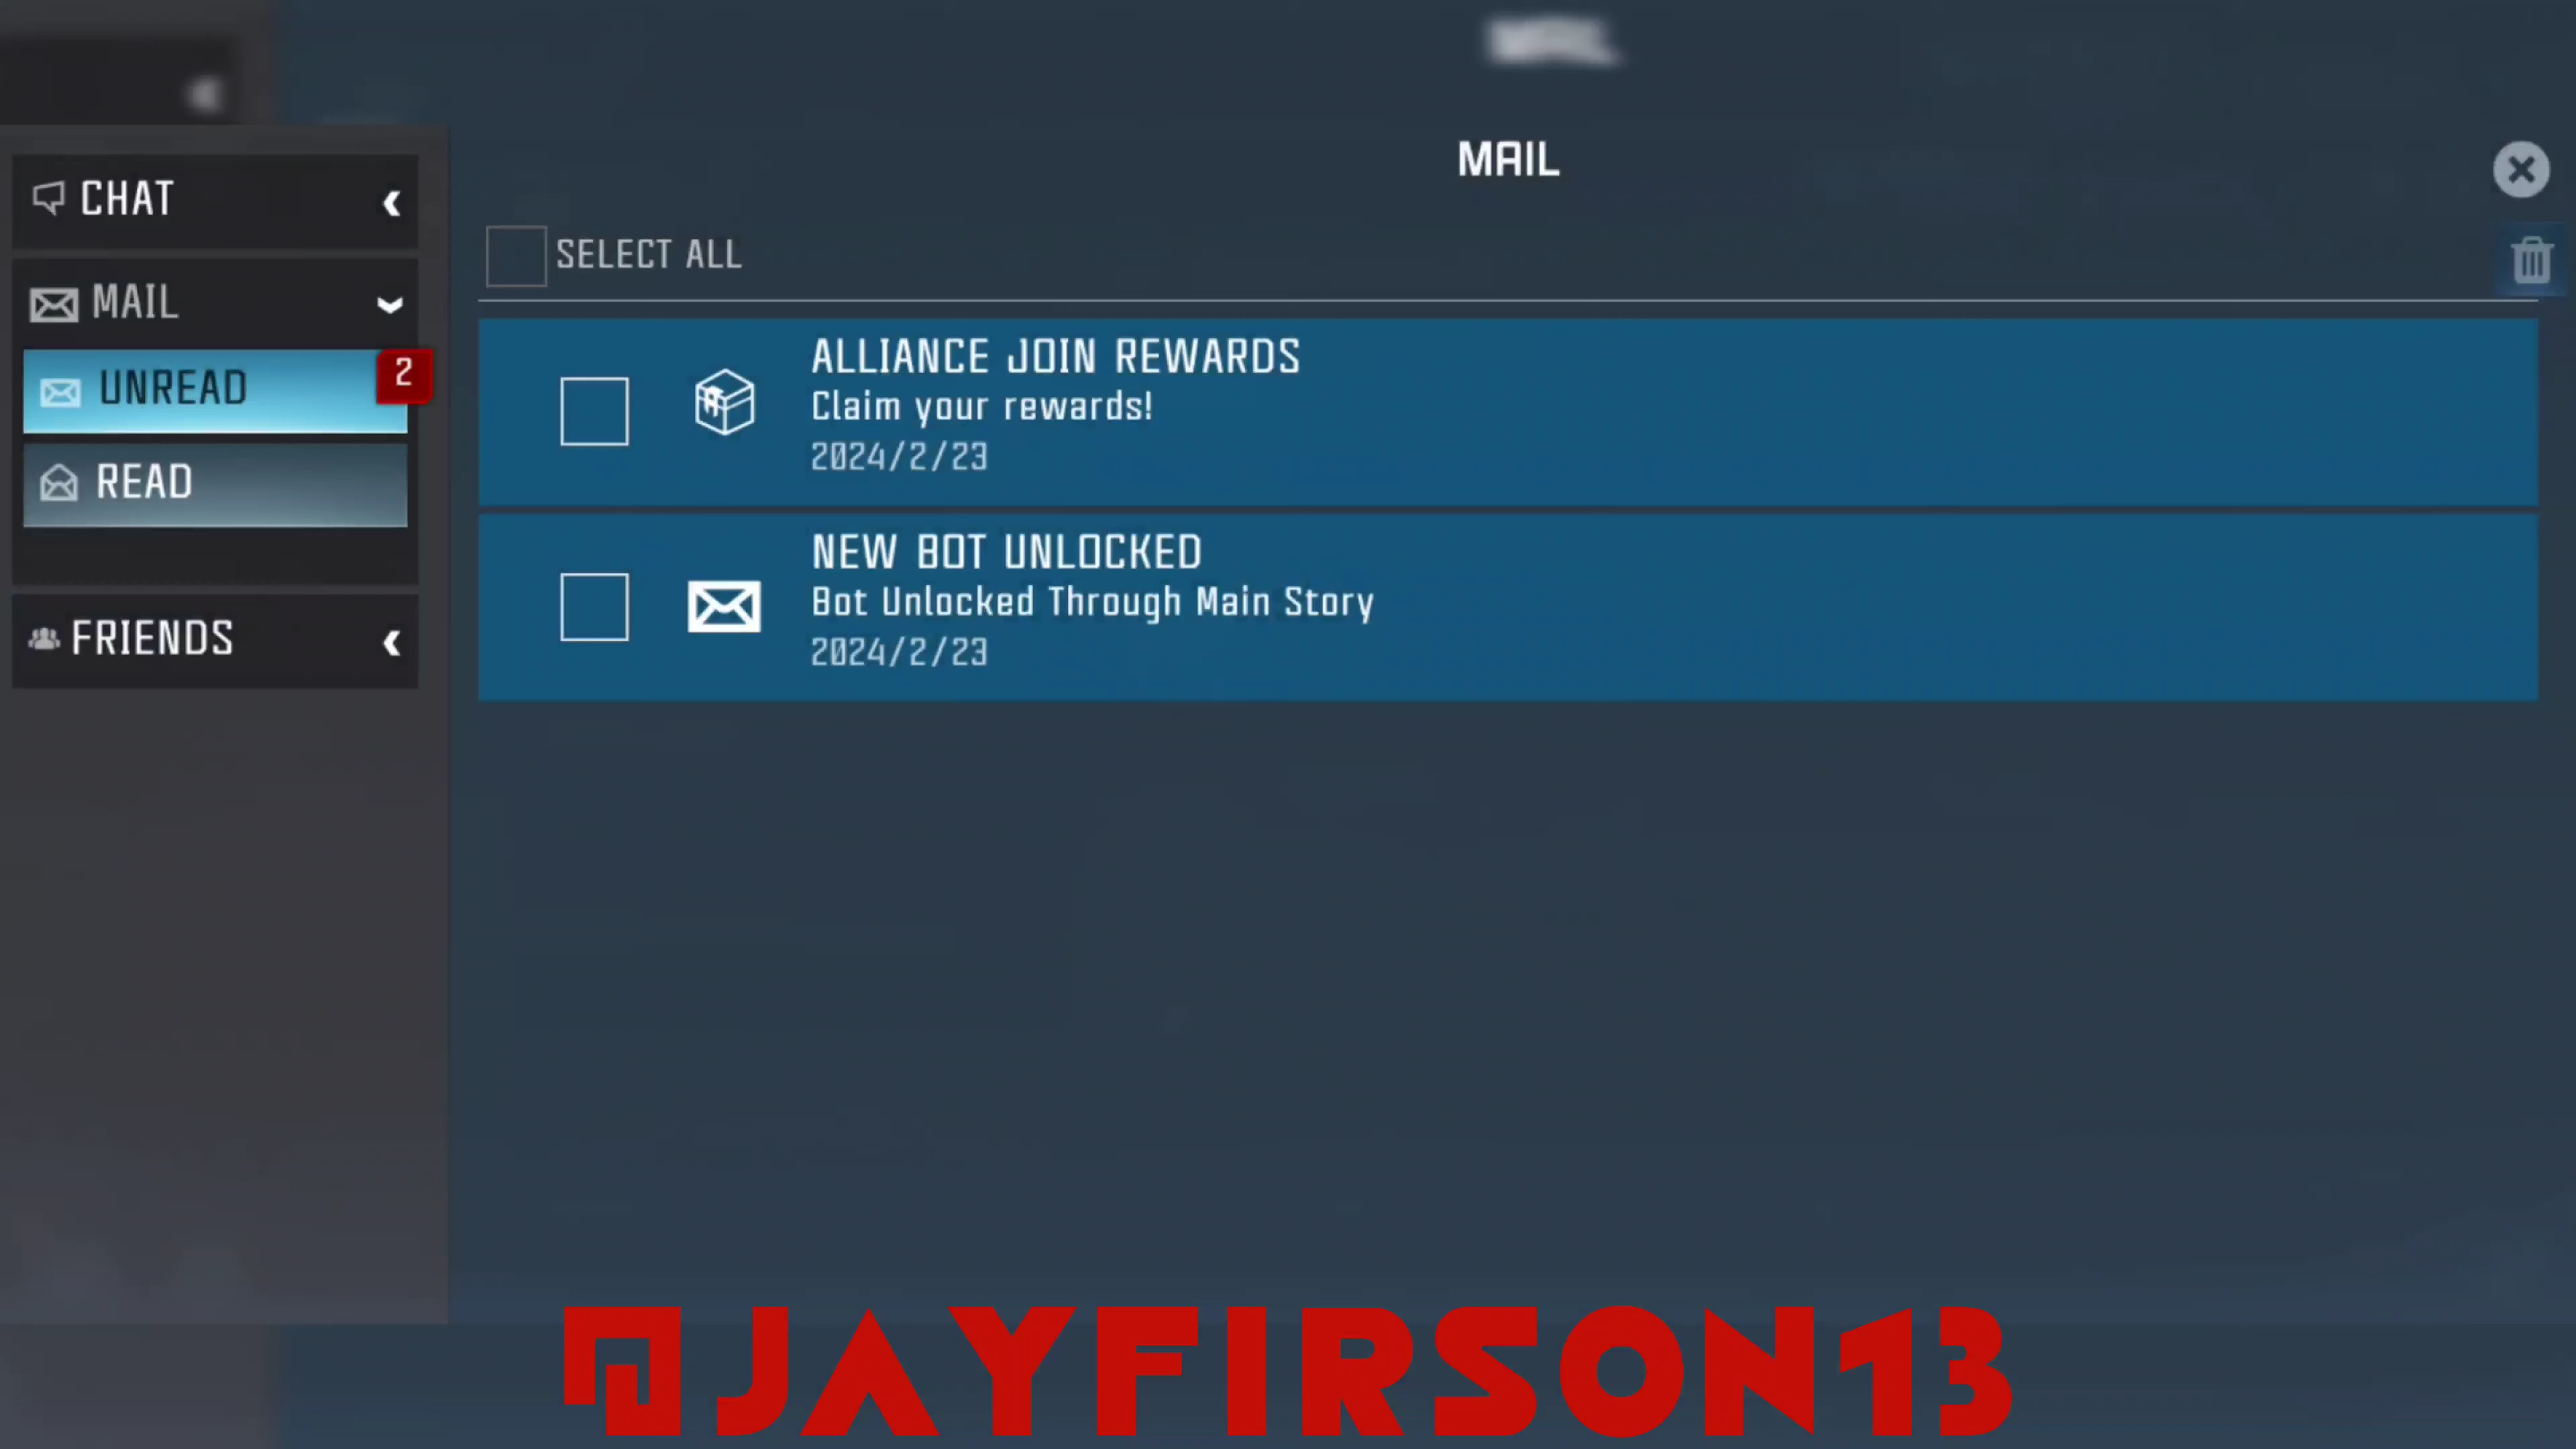 MAIL
CHAT
MAIL
UNREAD
2
READ
FRIENDS
SELECT ALL
ALLIANCE JOIN REWARDS
Claim your rewards!
2024/2/23
NEW BOT UNLOCKED
Bot Unlocked Through Main Story
2024/2/23
@JAYFIRSON13